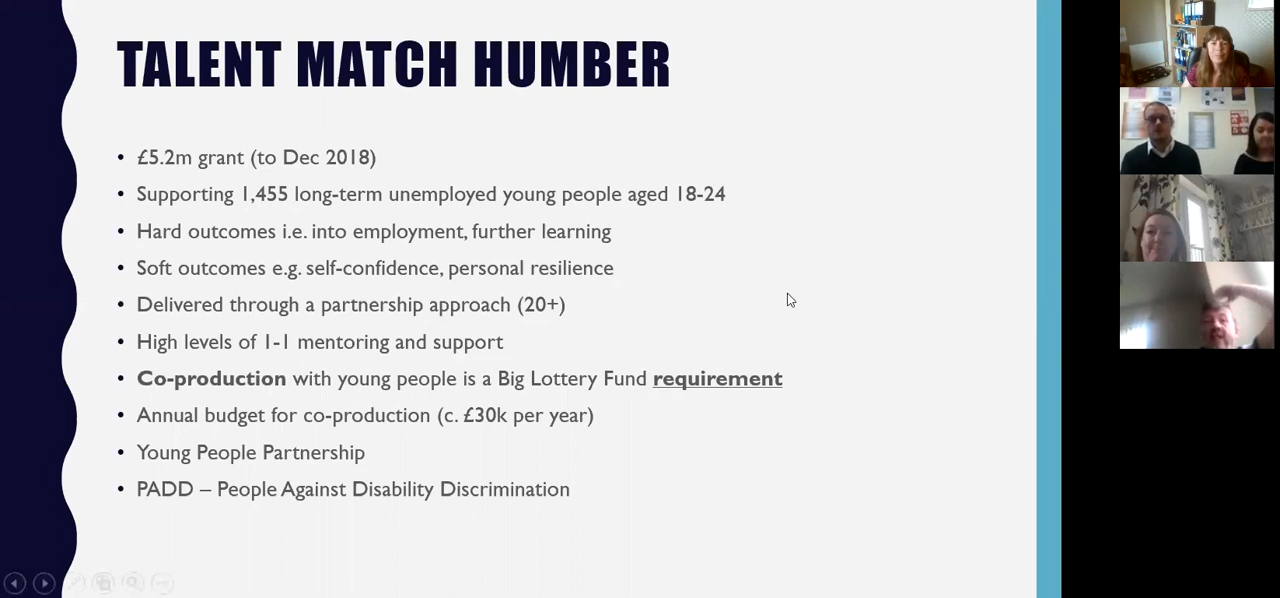 TALENT MATCH HUMBER
• £5.2m grant (to Dec 2018)
• Supporting 1,455 long-term unemployed young people aged 18-24
• Hard outcomes i.e. into employment, further learning
• Soft outcomes e.g. self-confidence, personal resilience
• Delivered through a partnership approach (20+)
• High levels of 1-1 mentoring and support
• Co-production with young people is a Big Lottery Fund requirement
• Annual budget for co-production (c. £30k per year)
• Young People Partnership
• PADD – People Against Disability Discrimination